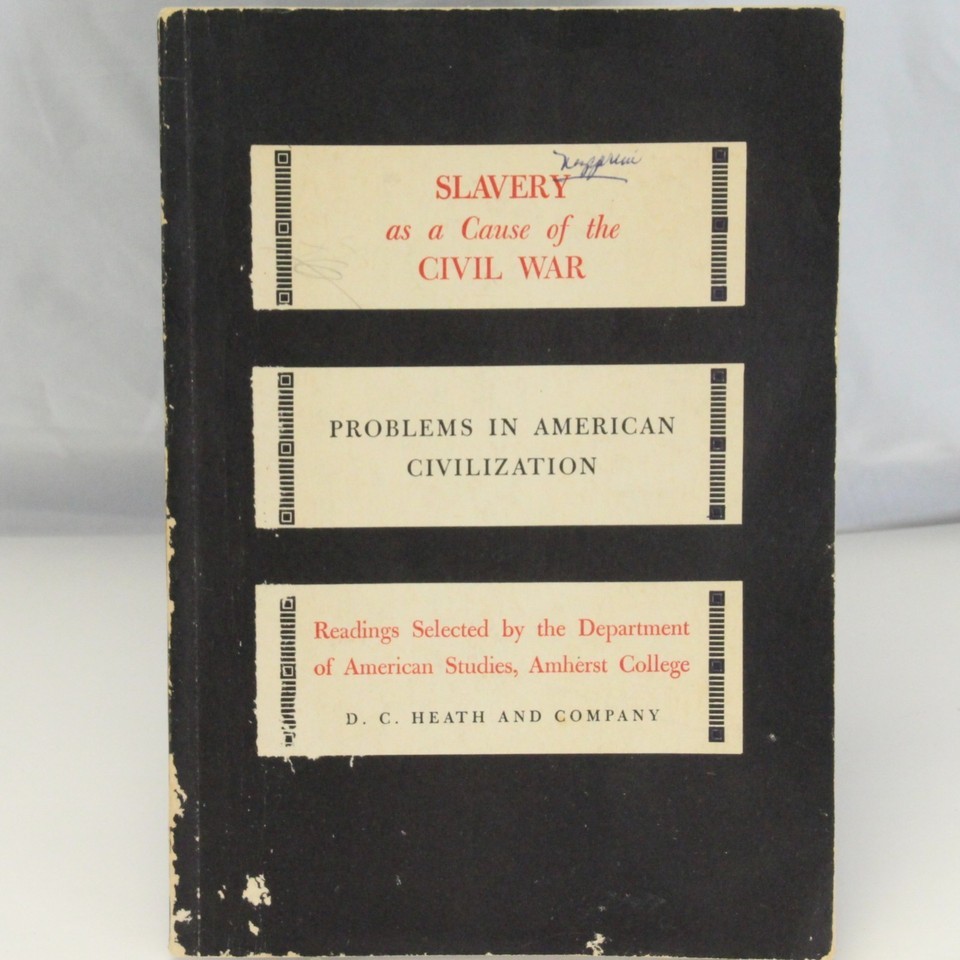 SLAVERY
as a Cause of the
CIVIL WAR
PROBLEMS IN AMERICAN
CIVILIZATION
Readings Selected by the Department
of American Studies, Amherst College
D. C. HEATH AND COMPANY